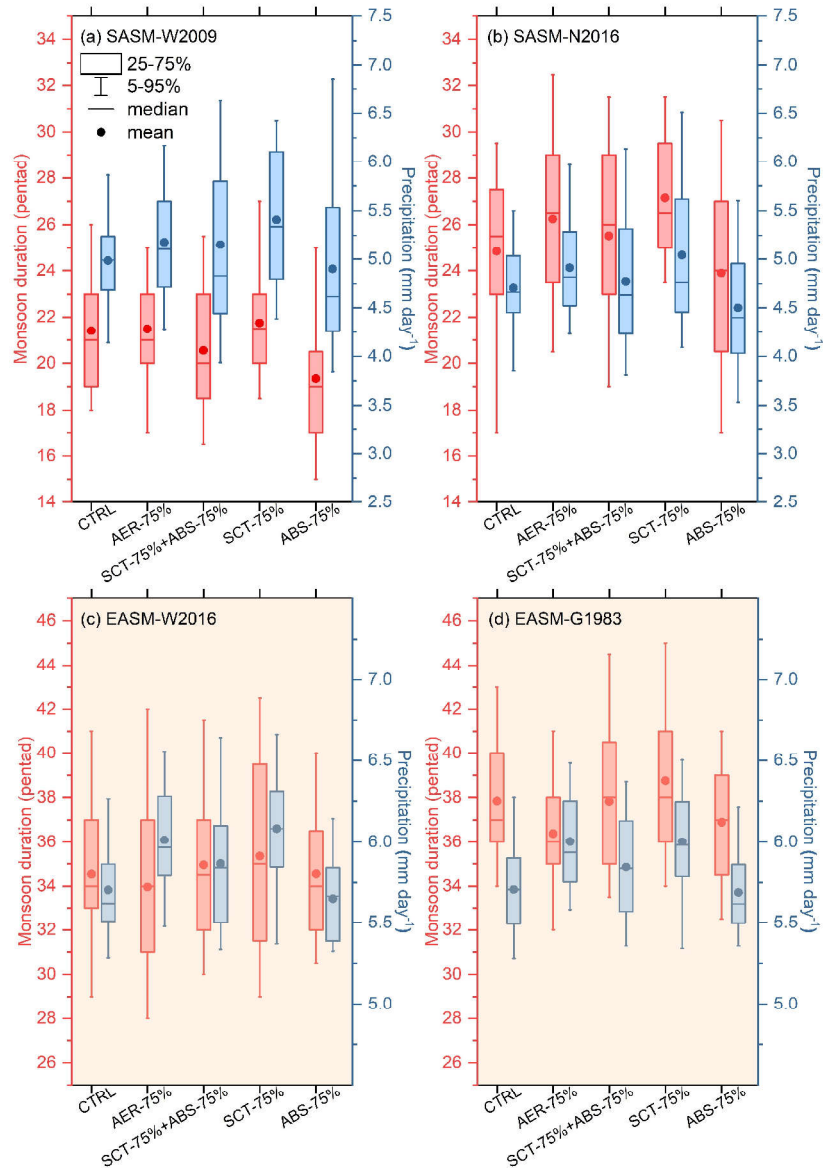 (a) SASM-W2009
25-75%
5-95%
median
mean
Monsoon duration (pentad)
34
32
30
28
26
24
22
20
18
16
14
7.5
7.0
6.5
6.0
5.5
5.0
4.5
4.0
3.5
3.0
2.5
Precipitation (mm day-1)
CTRL
AER-75%
SCT-75%+ABS-75%
SCT-75%
ABS-75%
(b) SASM-N2016
Monsoon duration (pentad)
34
32
30
28
26
24
22
20
18
16
14
7.5
7.0
6.5
6.0
5.5
5.0
4.5
4.0
3.5
3.0
2.5
Precipitation (mm day-1)
CTRL
AER-75%
SCT-75%+ABS-75%
SCT-75%
ABS-75%
(c) EASM-W2016
Monsoon duration (pentad)
46
44
42
40
38
36
34
32
30
28
26
7.0
6.5
6.0
5.5
5.0
Precipitation (mm day-1)
CTRL
AER-75%
SCT-75%+ABS-75%
SCT-75%
ABS-75%
(d) EASM-G1983
Monsoon duration (pentad)
46
44
42
40
38
36
34
32
30
28
26
7.0
6.5
6.0
5.5
5.0
Precipitation (mm day-1)
CTRL
AER-75%
SCT-75%+ABS-75%
SCT-75%
ABS-75%